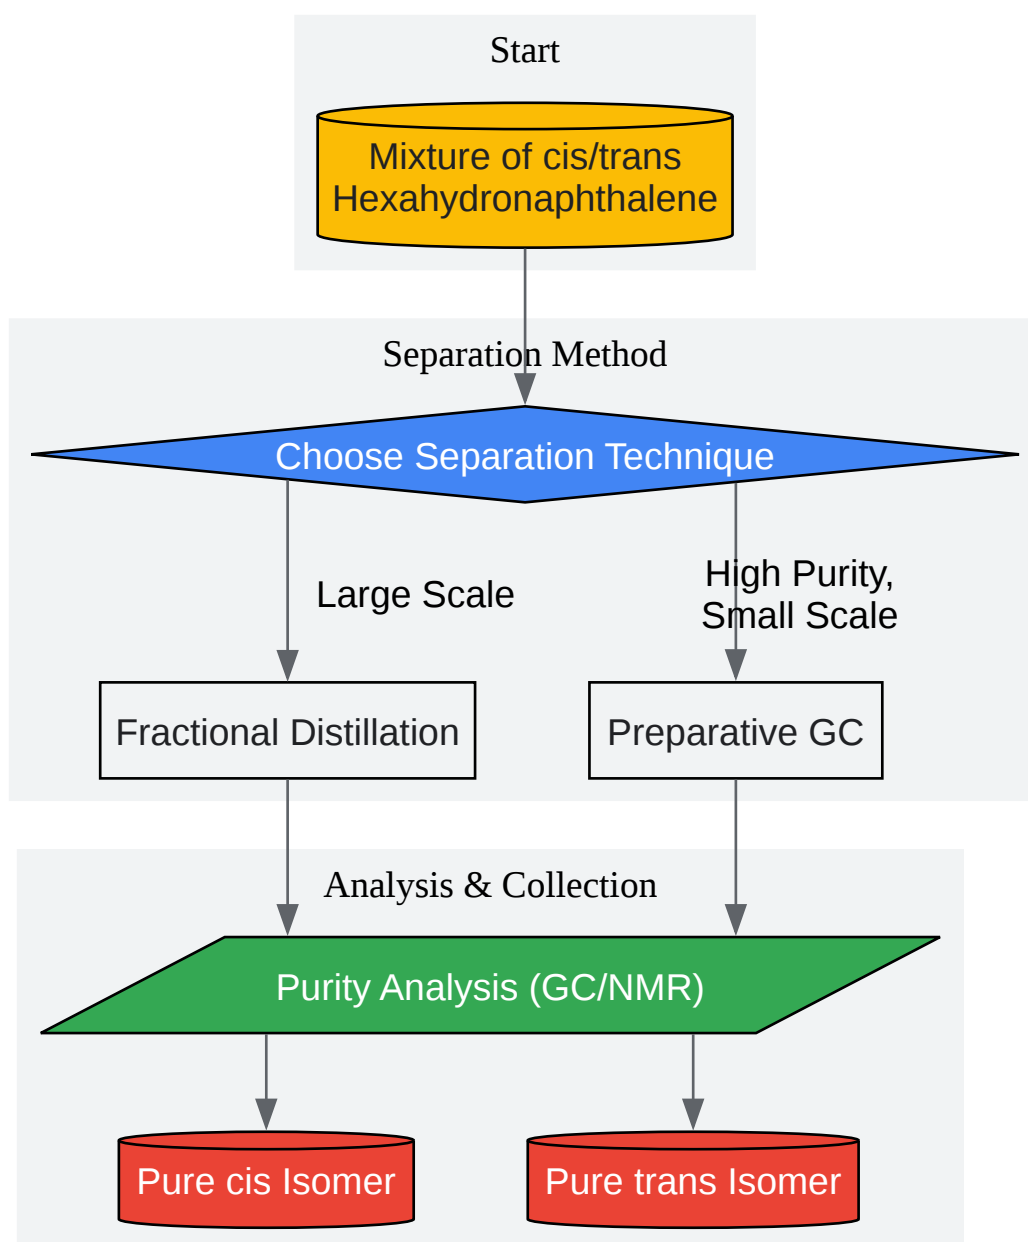 Start
Mixture of cis/trans
Hexahydronaphthalene
Separation Method
Choose Separation Technique
Large Scale
High Purity,
Small Scale
Fractional Distillation
Preparative GC
Analysis & Collection
Purity Analysis (GC/NMR)
Pure cis Isomer
Pure trans Isomer